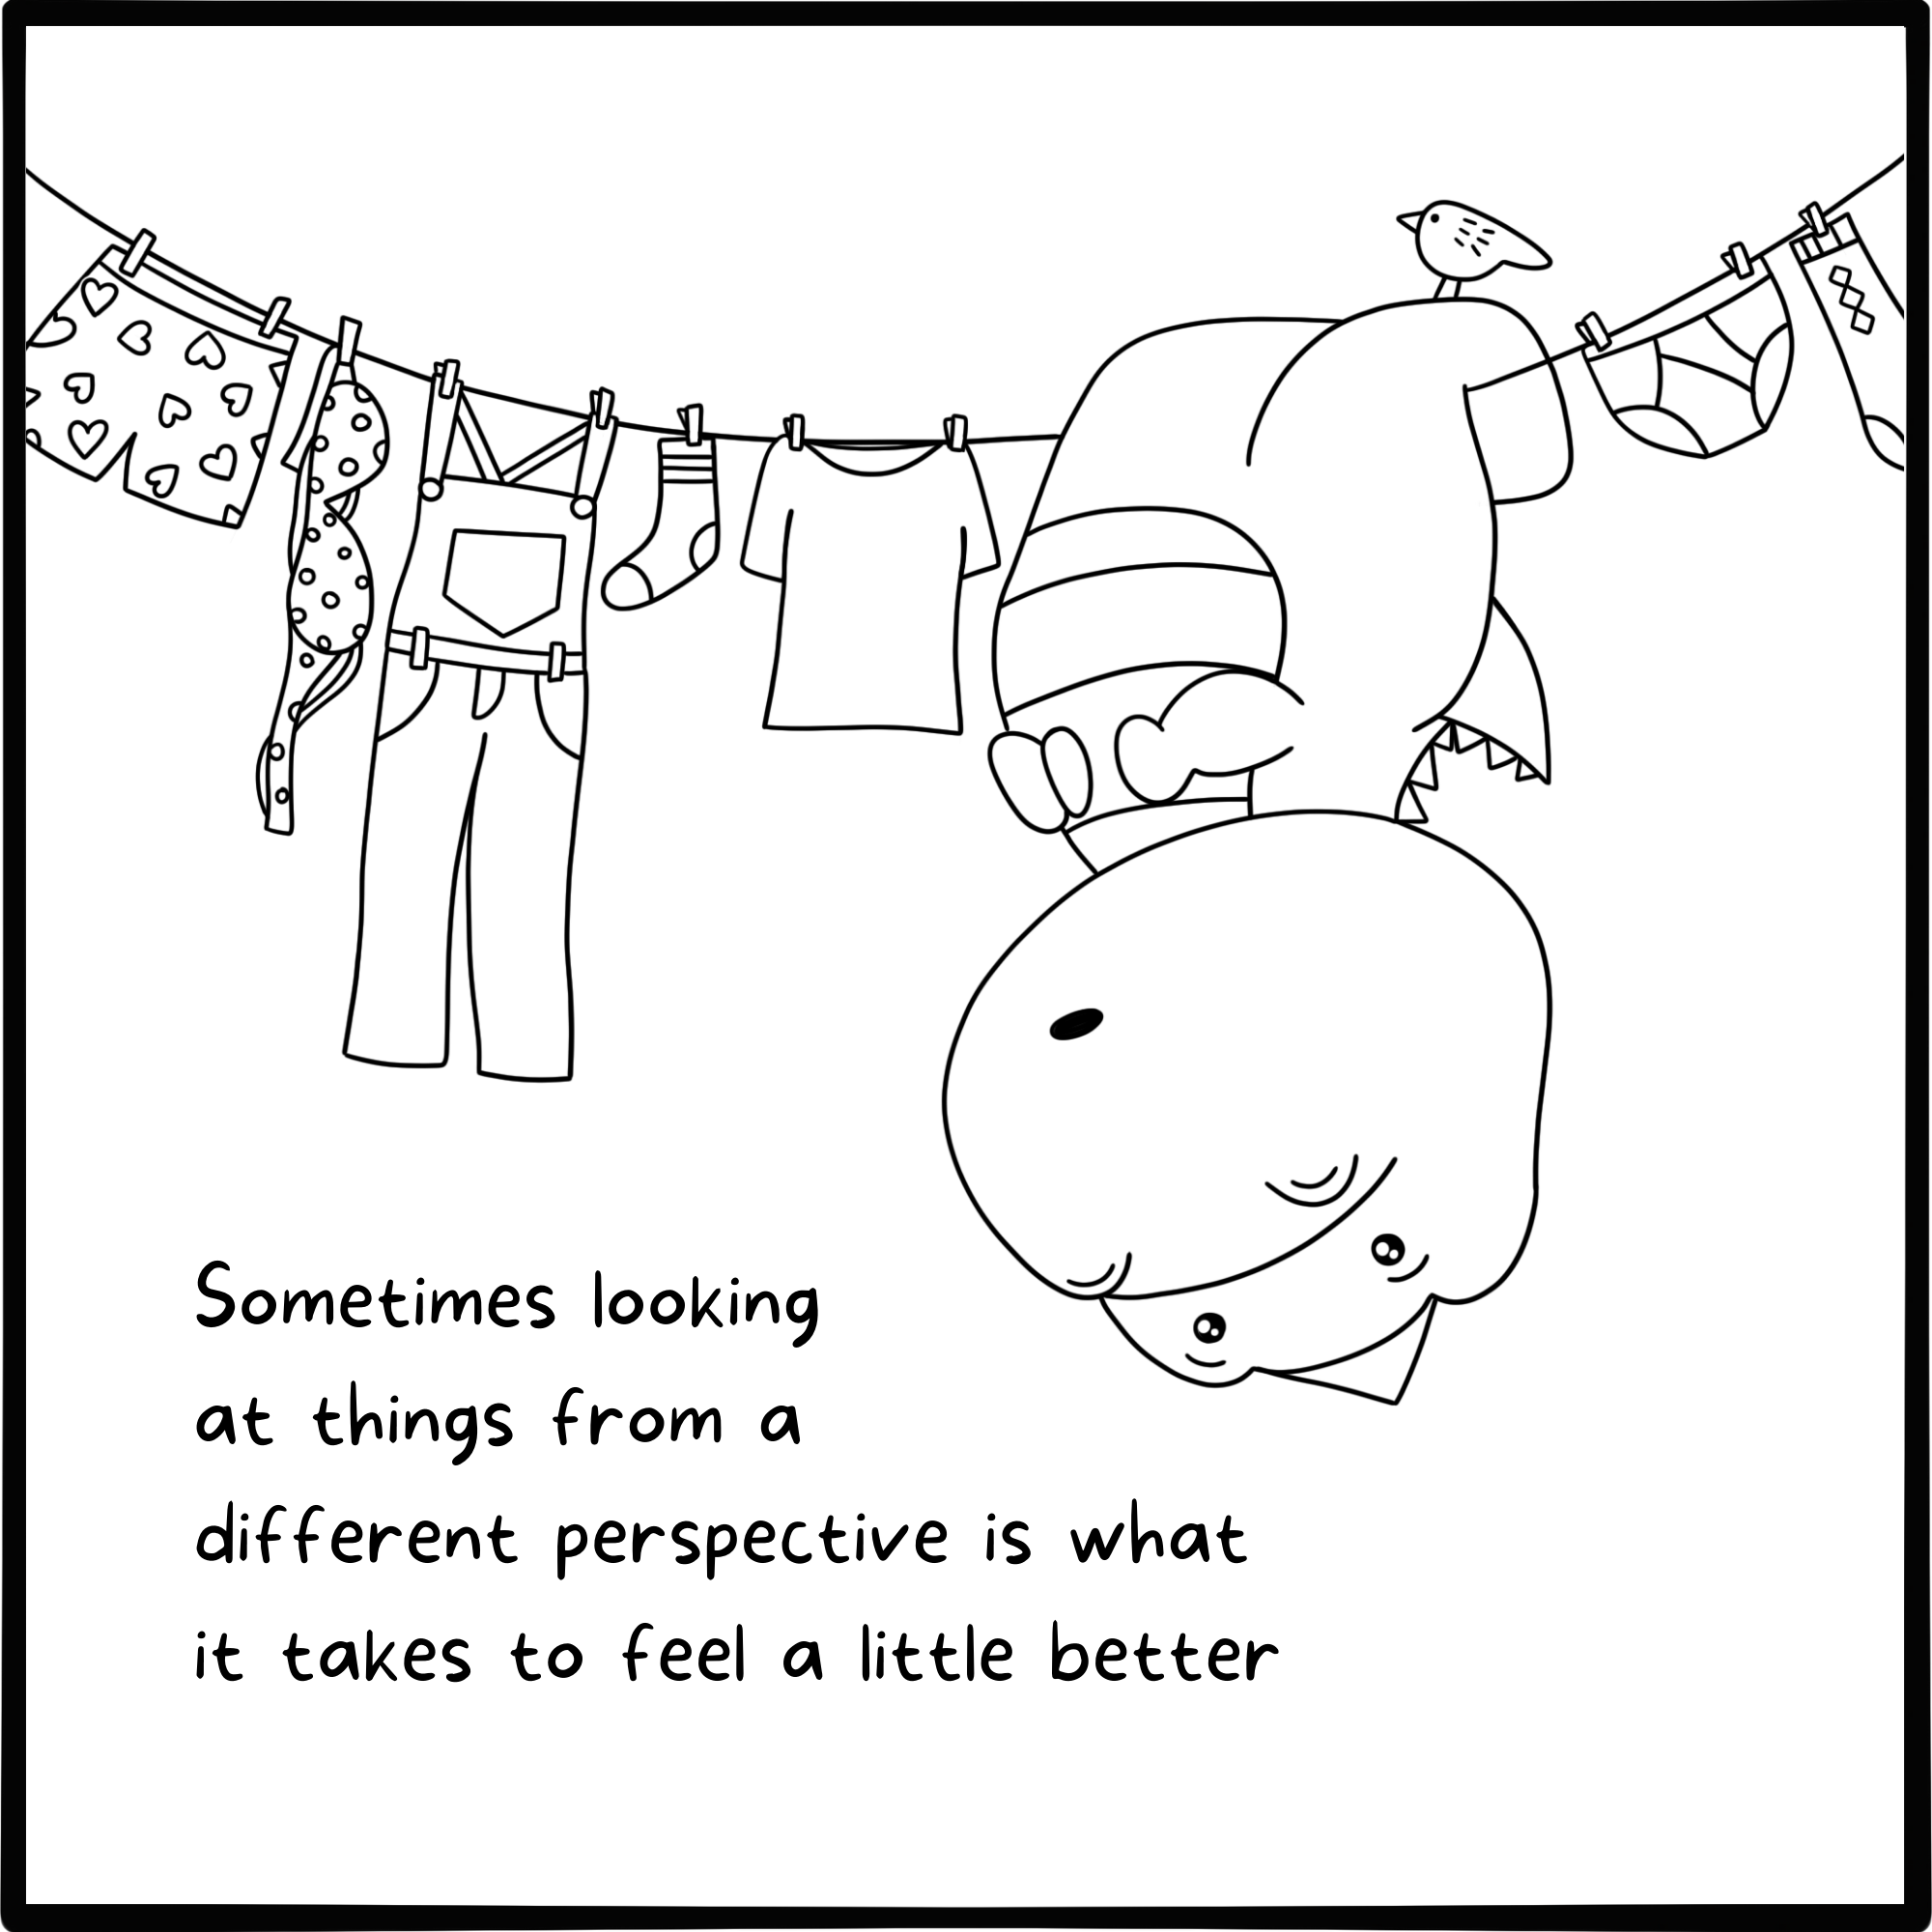 Sometimes looking
at things from a
different perspective is what
it takes to feel a little better